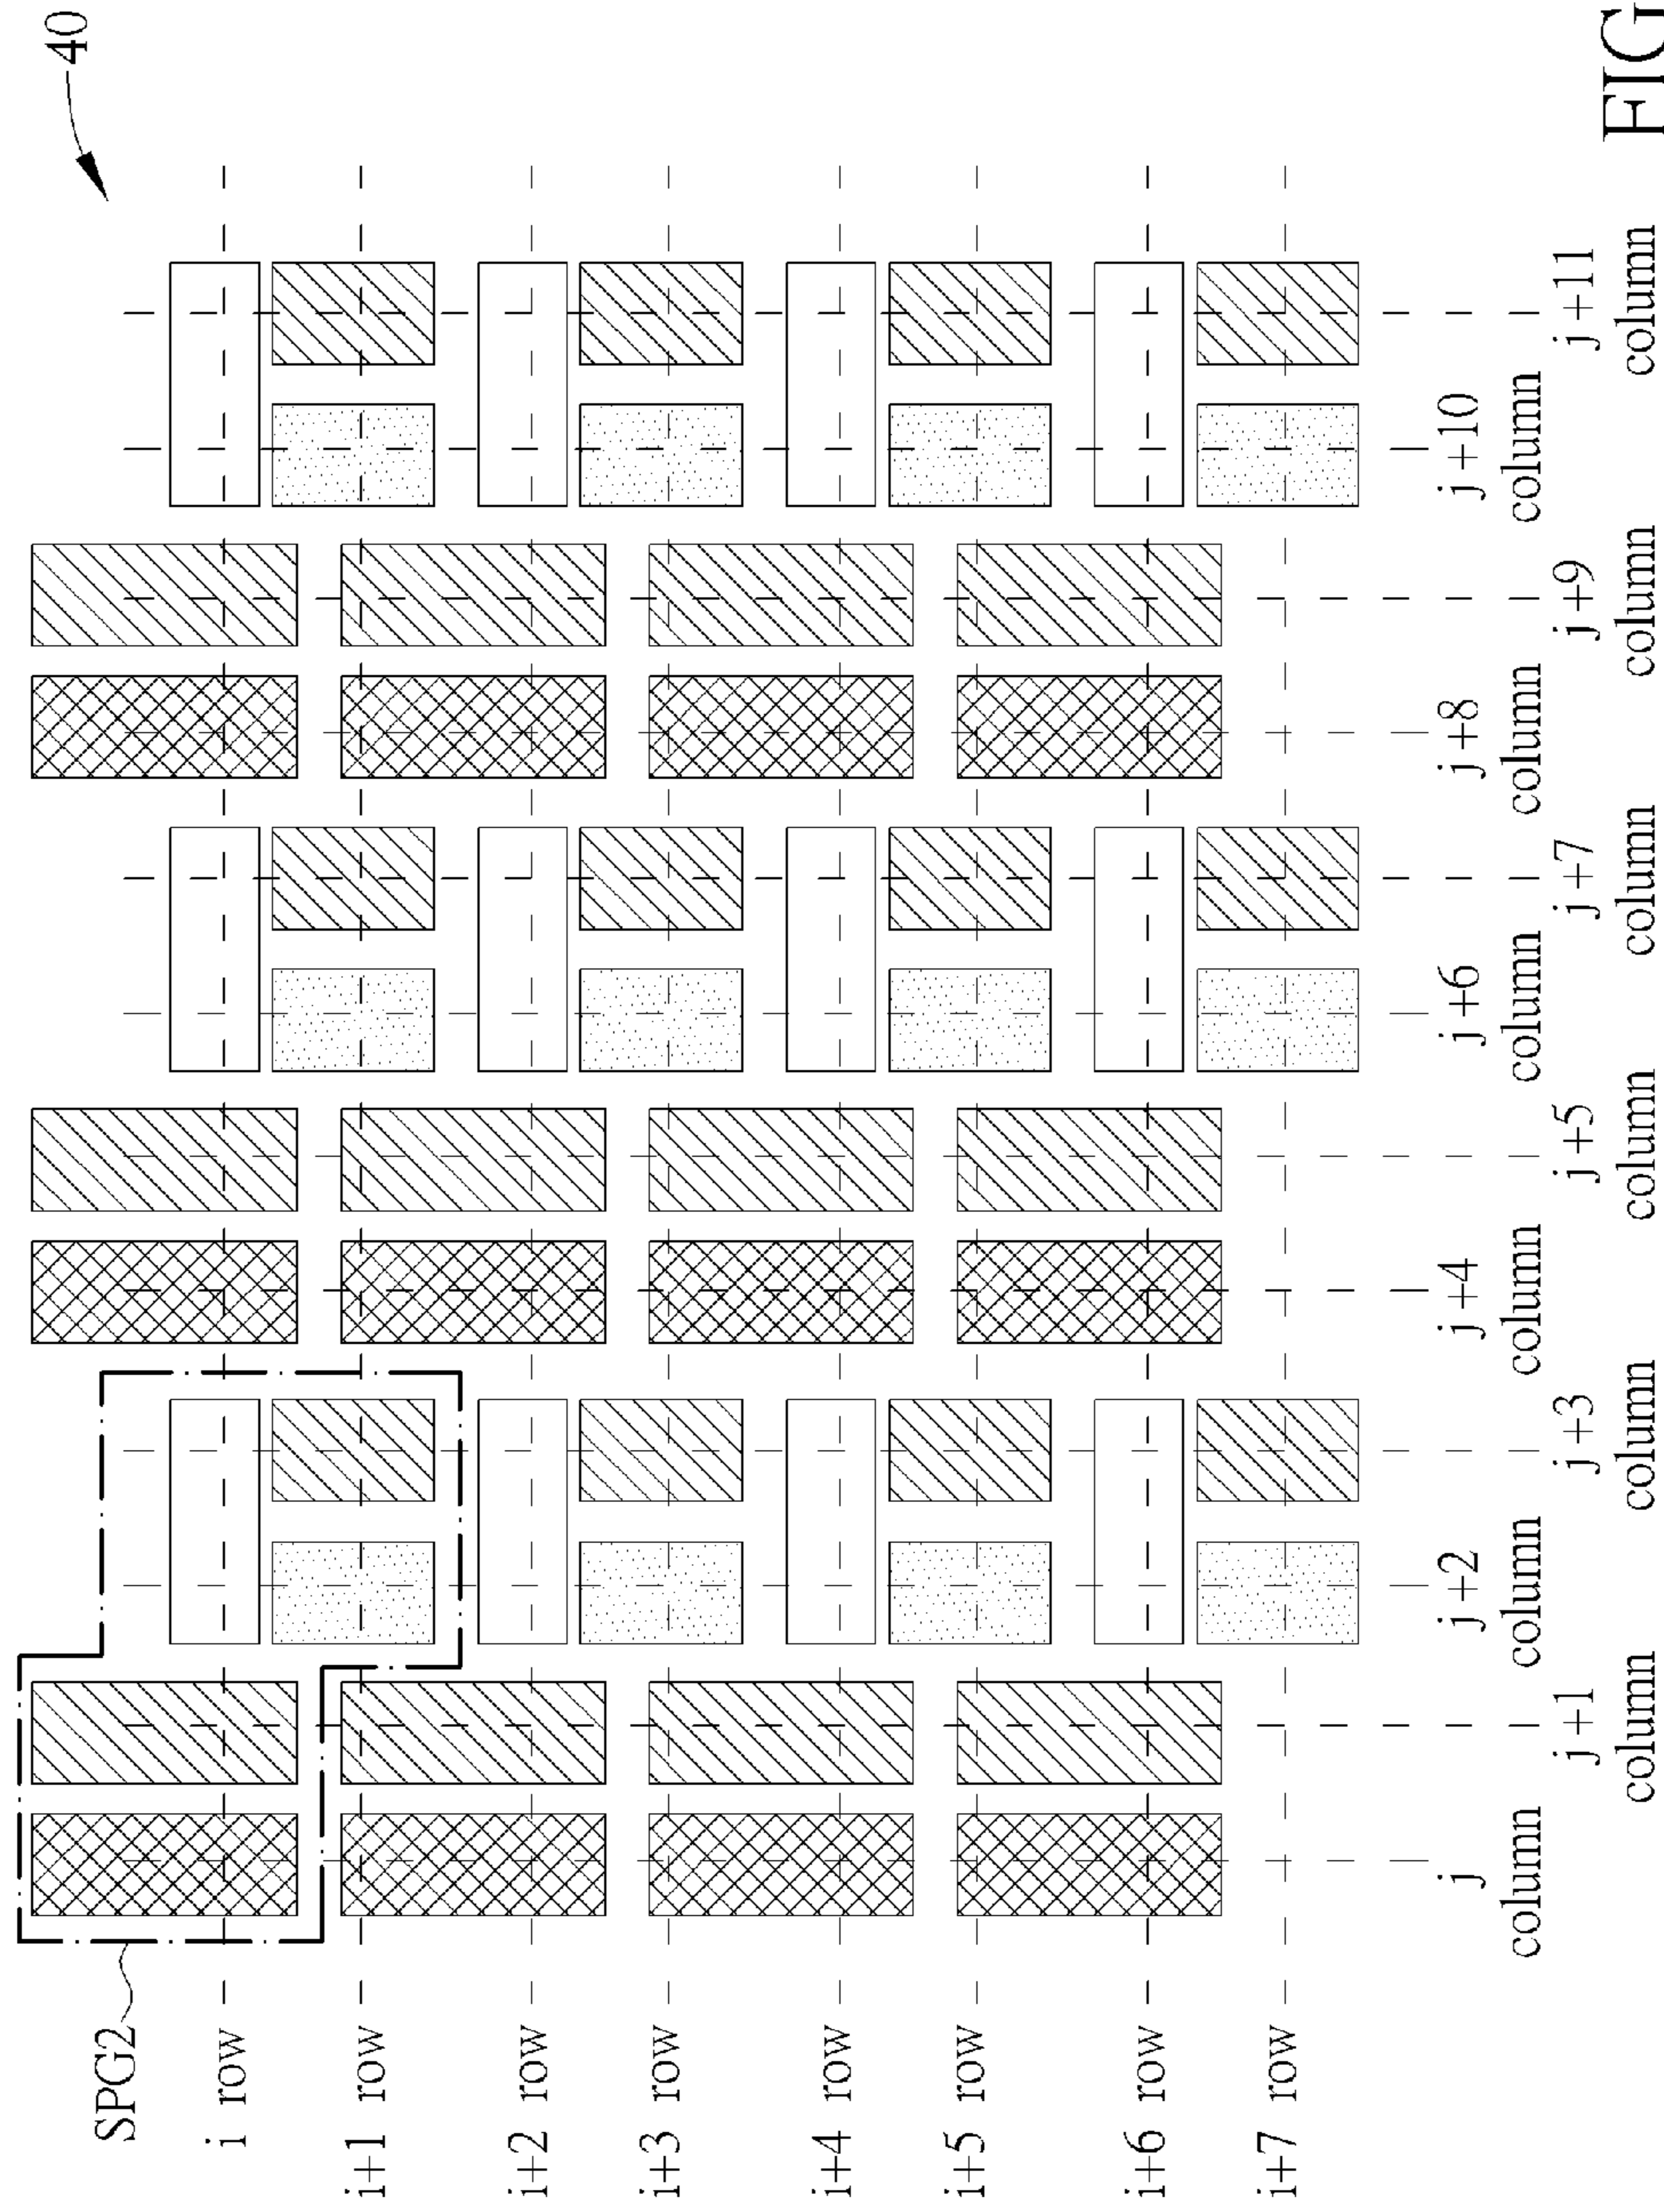 40
SPG2
i row
i+1 row
i+2 row
i+3 row
i+4 row
i+5 row
i+6 row
i+7 row
j
column
j+1
column
j+2
column
j+3
column
j+4
column
j+5
column
j+6
column
j+7
column
j+8
column
j+9
column
j+10
column
j+11
column
FIG